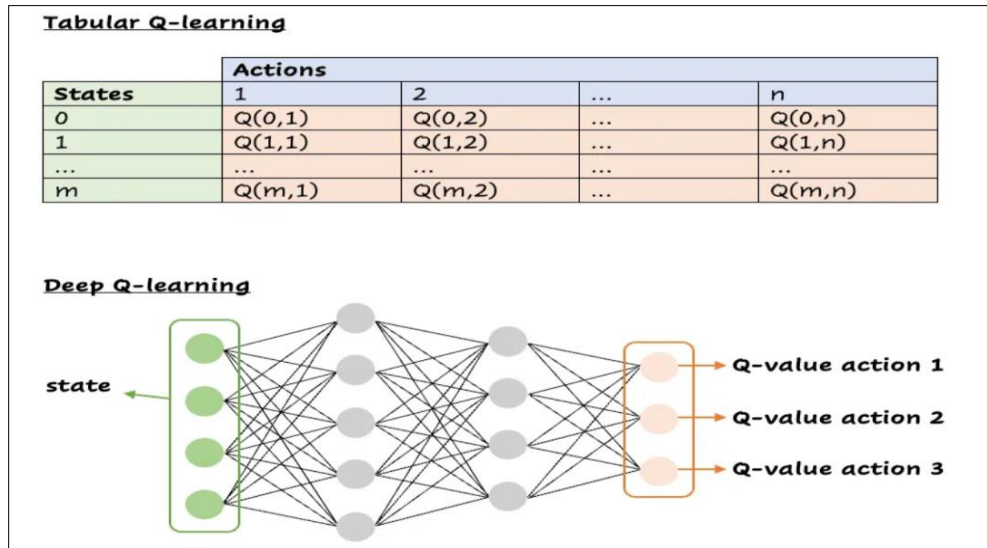 Tabular Q-learning
Actions
States 1 2 ... n
0 Q(0,1) Q(0,2) ... Q(0,n)
1 Q(1,1) Q(1,2) ... Q(1,n)
... ... ... ... ...
m Q(m,1) Q(m,2) ... Q(m,n)
Deep Q-learning
state
Q-value action 1
Q-value action 2
Q-value action 3